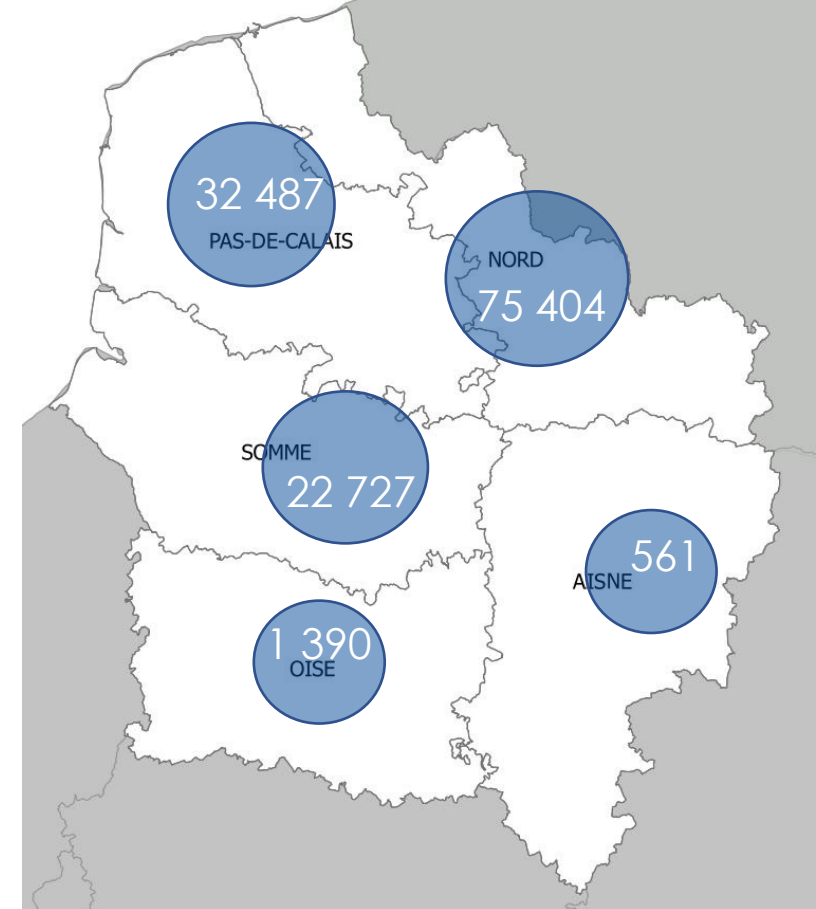 32 487
PAS-DE-CALAIS
NORD
75 404
SOMME
22 727
561
AISNE
1 390
OISE